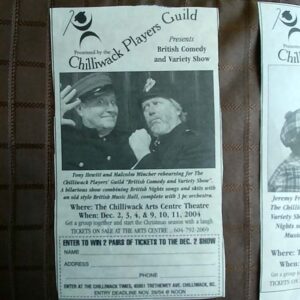 Chilliwack Players Guild
Presented by the
Presents
British Comedy
and Variety Show
Tony Hewitt and Malcolm Mincher rehearsing for The
Chilliwack Players' Guild "British Comedy and Variety Show".
A hilarious show combining British Nights songs and skits with an
old style British Music Hall, complete with 3 pc orchestra.
Where: The Chilliwack Arts Centre Theatre
When: Dec. 2, 3, 4, & 9, 10, 11, 2004
Get a group together and start the Christmas season with a laugh
TICKETS ON SALE AT THE ARTS CENTRE ... 604-792-2069
ENTER TO WIN 2 PAIRS OF TICKETS TO THE DEC. 2 SHOW
NAME
ADDRESS
PHONE
ENTER AT THE CHILLIWACK TIMES, 45951 TRETHEWEY AVE. CHILLIWACK, BC.
ENTRY DEADLINE NOV. 26/04 @ NOON
Jeremy
The
Nights
Music
Where
When